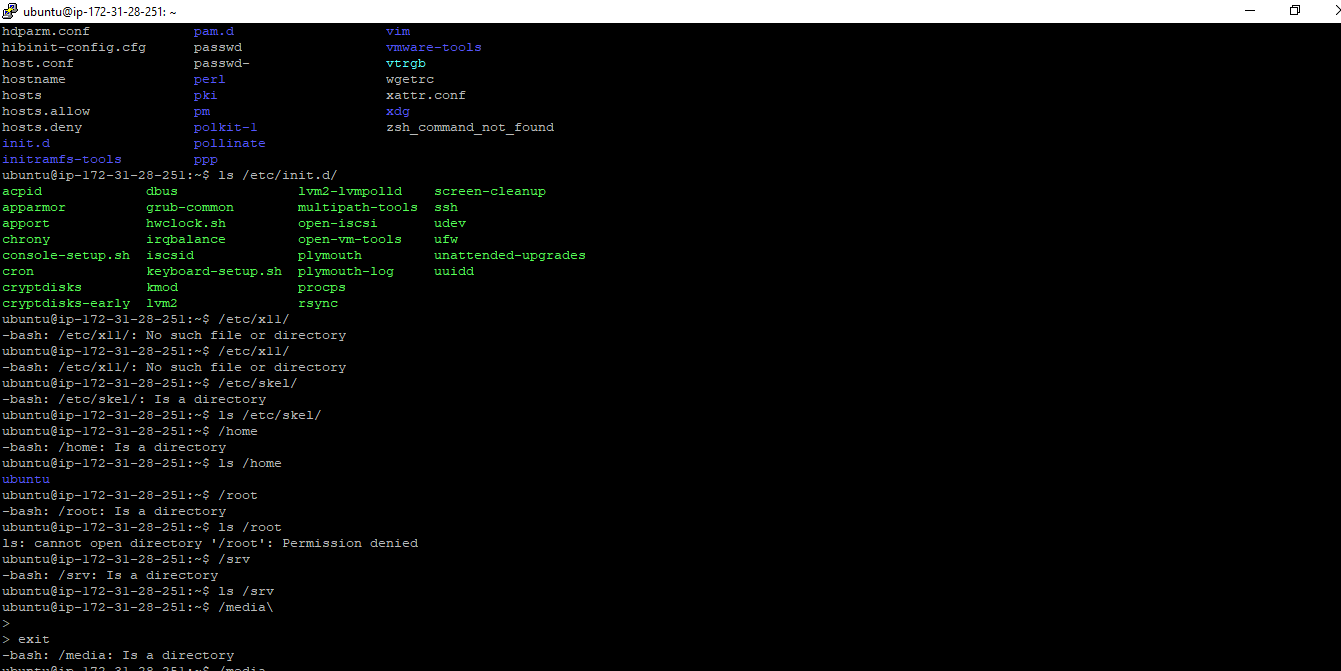 ubuntu@ip-172-31-28-251: ~
hdparm.conf pam.d vim
hibinit-config.cfg passwd vmware-tools
host.conf passwd- vtrgb
hostname perl wgetrc
hosts pki xattr.conf
hosts.allow pm xdg
hosts.deny polkit-1 zsh_command_not_found
init.d pollinate
initramfs-tools ppp
ubuntu@ip-172-31-28-251:~$ ls /etc/init.d/
acpid dbus lvm2-lvmpolld screen-cleanup
apparmor grub-common multipath-tools ssh
apport hwclock.sh open-iscsi udev
chrony irqbalance open-vm-tools ufw
console-setup.sh iscsid plymouth unattended-upgrades
cron keyboard-setup.sh plymouth-log uuidd
cryptdisks kmod procps
cryptdisks-early lvm2 rsync
ubuntu@ip-172-31-28-251:~$ /etc/x11/
-bash: /etc/x11/: No such file or directory
ubuntu@ip-172-31-28-251:~$ /etc/x11/
-bash: /etc/x11/: No such file or directory
ubuntu@ip-172-31-28-251:~$ /etc/skel/
-bash: /etc/skel/: Is a directory
ubuntu@ip-172-31-28-251:~$ ls /etc/skel/
ubuntu@ip-172-31-28-251:~$ /home
-bash: /home: Is a directory
ubuntu@ip-172-31-28-251:~$ ls /home
ubuntu
ubuntu@ip-172-31-28-251:~$ /root
-bash: /root: Is a directory
ubuntu@ip-172-31-28-251:~$ ls /root
ls: cannot open directory '/root': Permission denied
ubuntu@ip-172-31-28-251:~$ /srv
-bash: /srv: Is a directory
ubuntu@ip-172-31-28-251:~$ ls /srv
ubuntu@ip-172-31-28-251:~$ /media\
>
> exit
-bash: /media: Is a directory
ubuntu@ip-172-31-28-251:~$ /media